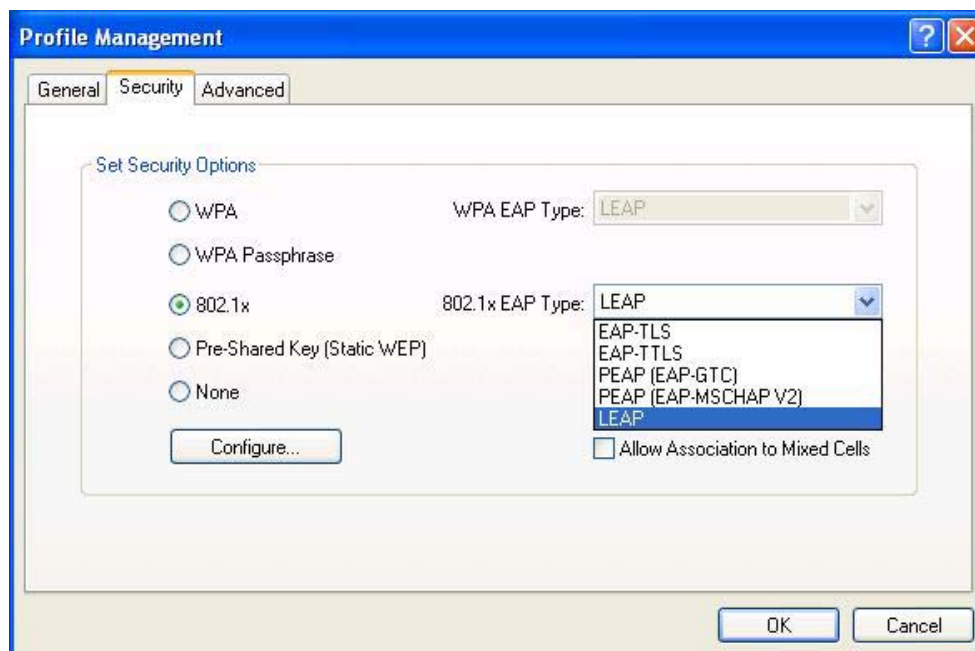 Profile Management
General Security Advanced
Set Security Options
WPA WPA EAP Type: LEAP
WPA Passphrase
802.1x 802.1x EAP Type: LEAP
EAP-TLS
EAP-TTLS
Pre-Shared Key (Static WEP) PEAP (EAP-GTC)
PEAP (EAP-MSCHAP V2)
None LEAP
Configure... Allow Association to Mixed Cells
OK Cancel